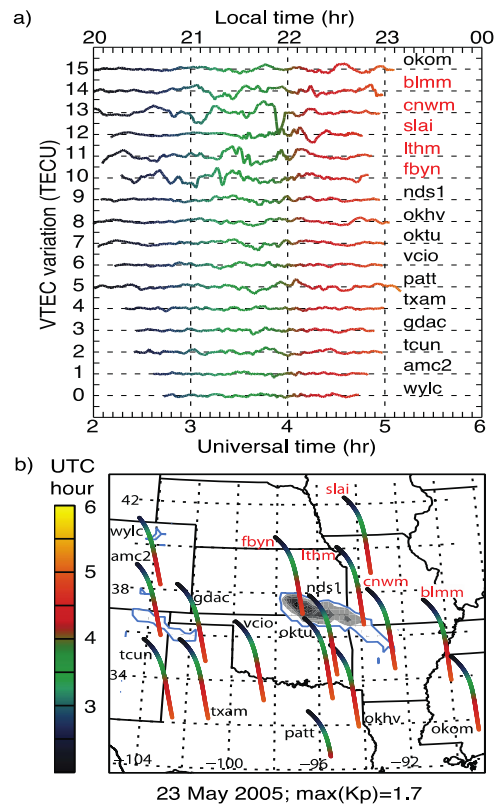 a)
Local time (hr)
20 21 22 23 00
VTEC variation (TECU)
15 okom
14 blmm
13 cnwm
12 slai
11 lthm
10 fbyn
9 nds1
8 okhv
7 oktu
6 vcio
5 patt
4 txam
3 gdac
2 tcun
1 amc2
0 wylc
2 3 4 5 6
Universal time (hr)
b)
UTC
hour
6
5
4
3
42
38
34
slai
wylc
fbyn
lthm
amc2
nds1
cnwm
blmm
gdac
vcio
oktu
tcun
txam
patt
okhv
okom
−104 −100 −96 −92
23 May 2005; max(Kp)=1.7